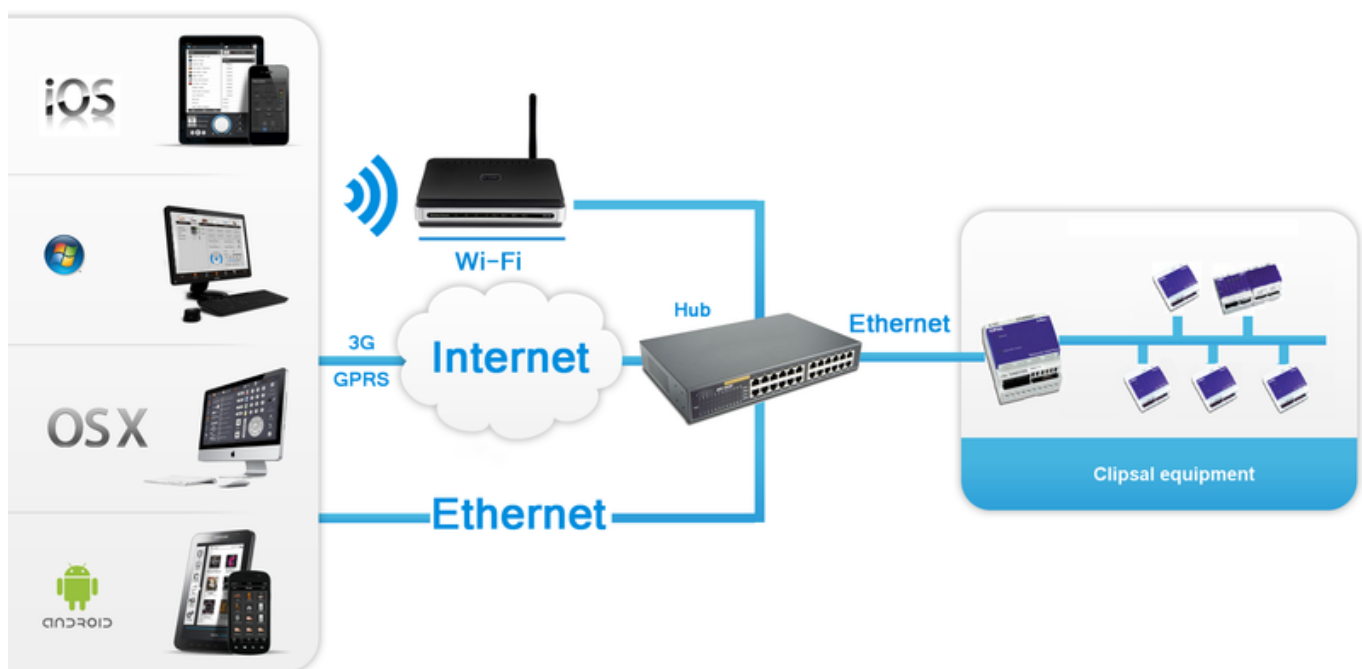 iOS
Wi-Fi
Hub
Ethernet
3G
GPRS
Internet
OS X
Clipsal equipment
Ethernet
ANDROID